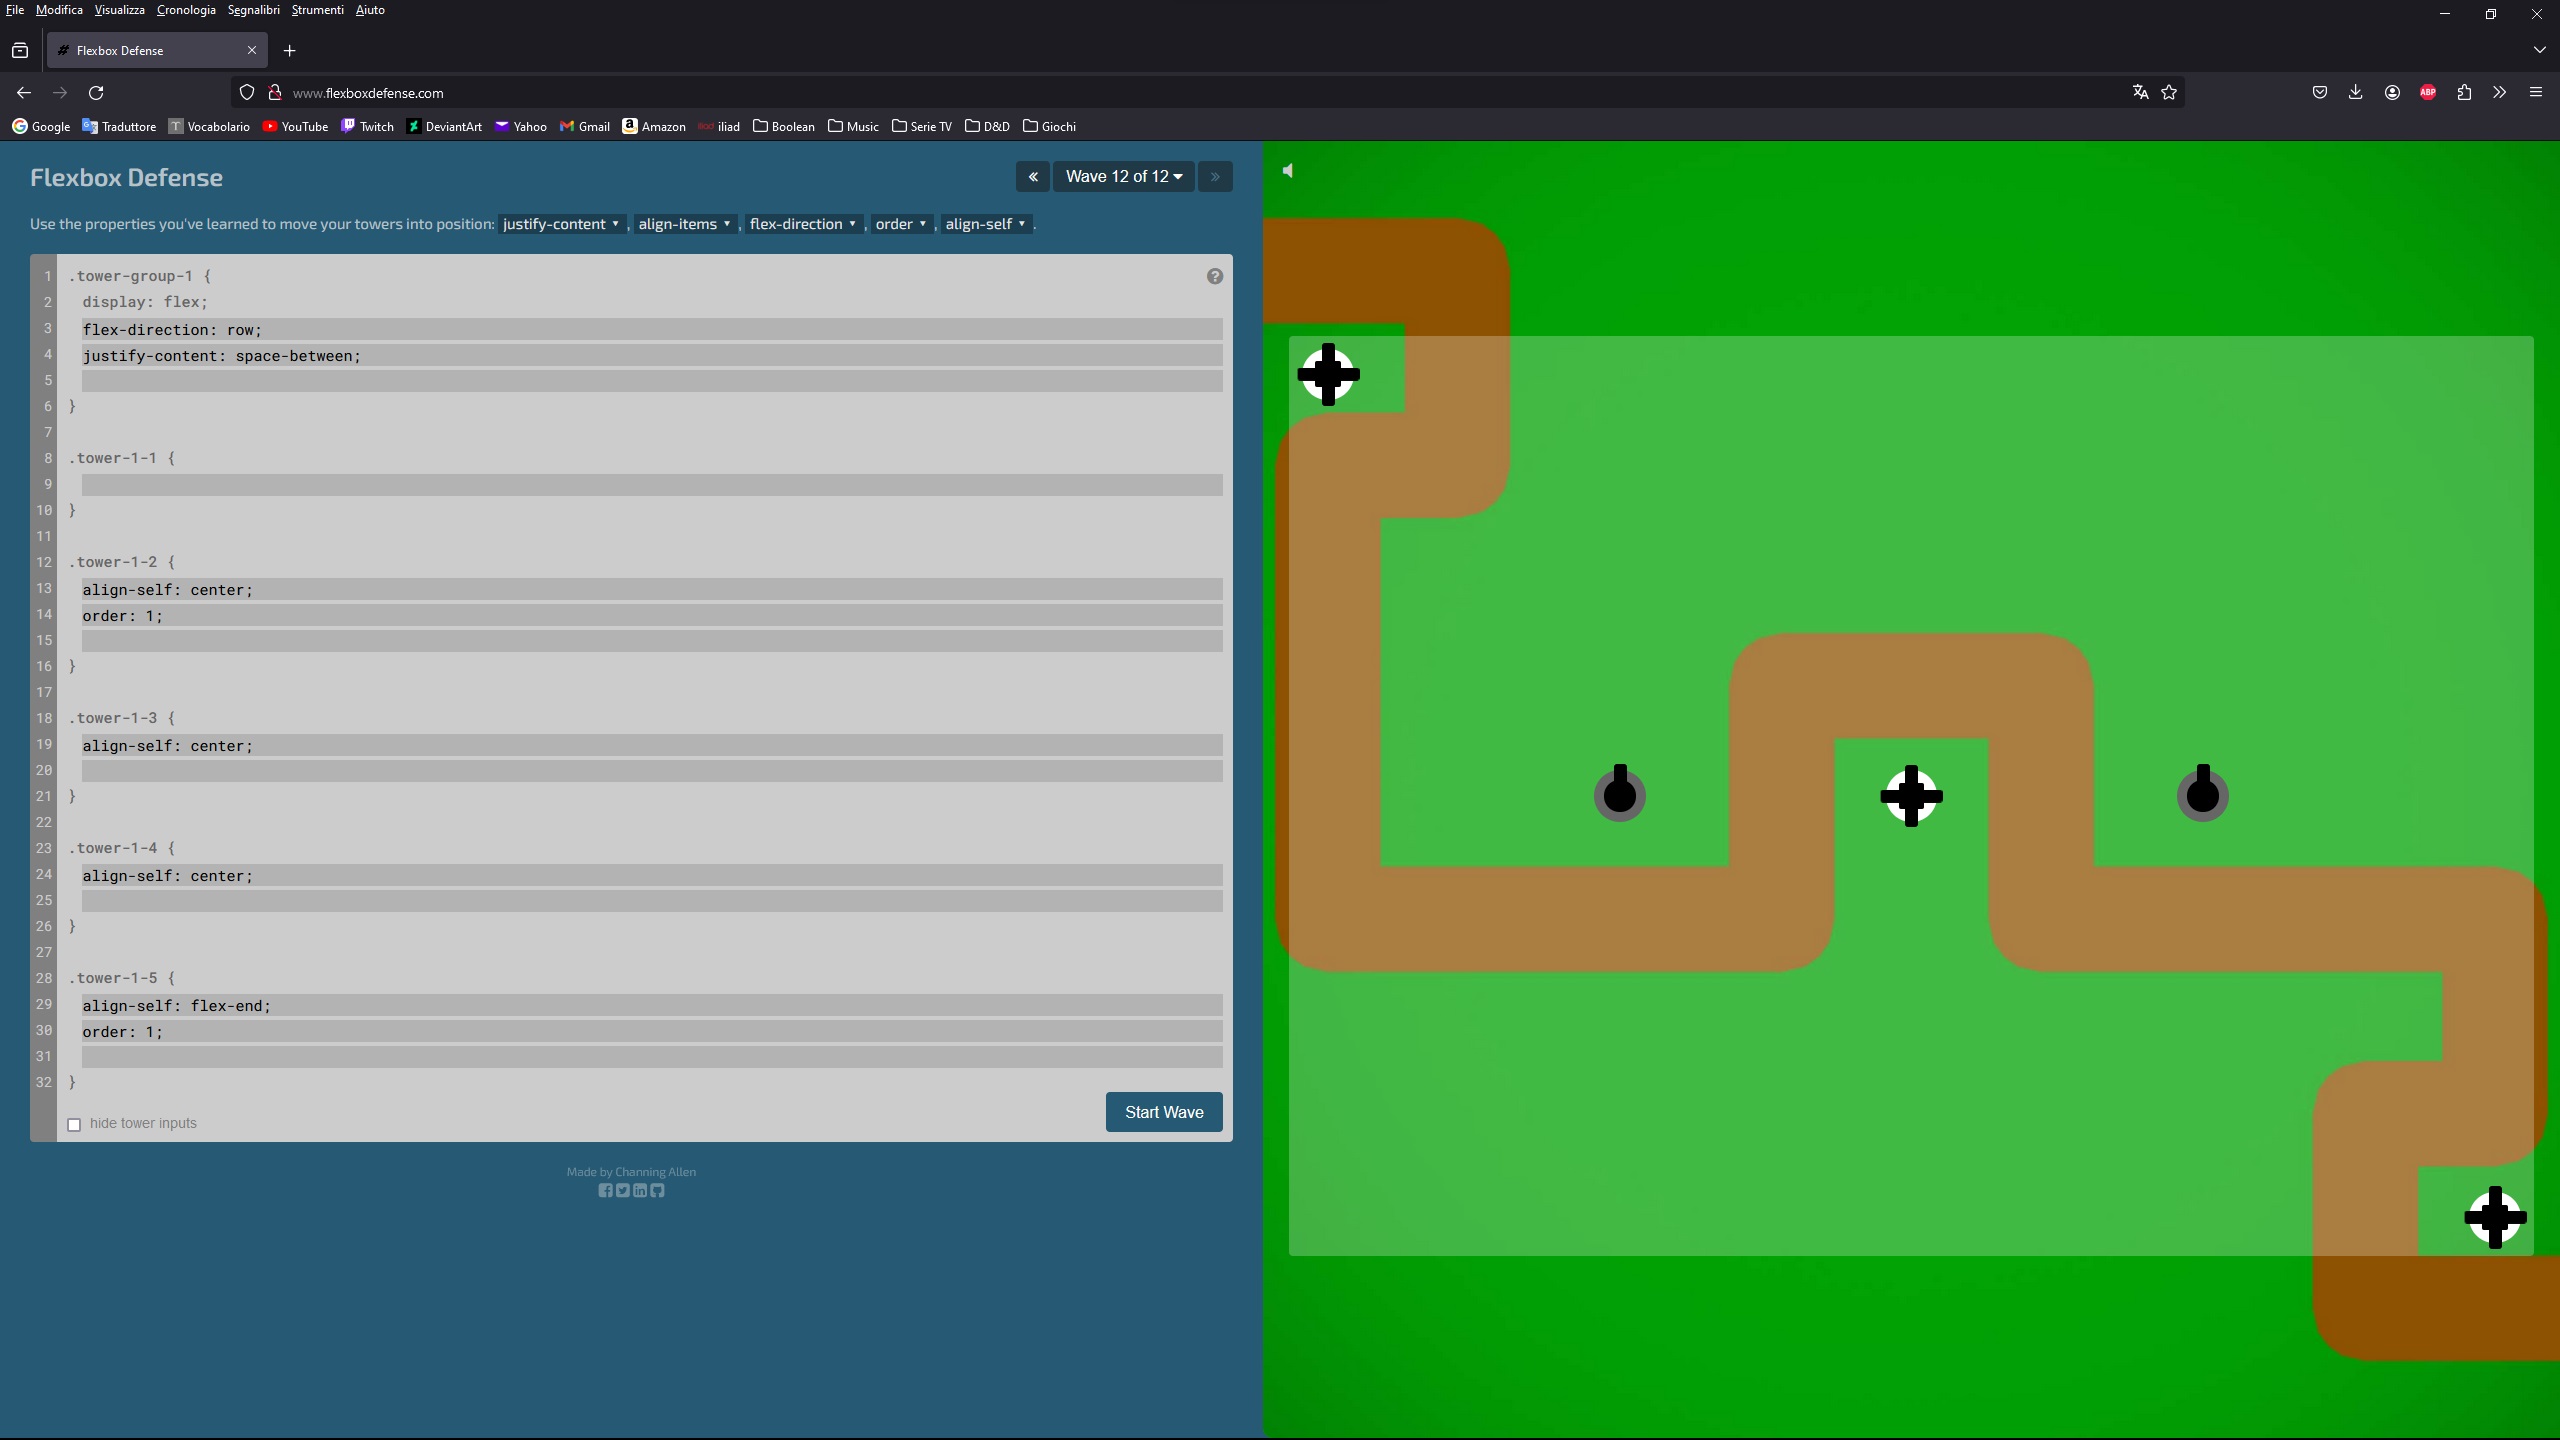 File Modifica Visualizza Cronologia Segnalibri Strumenti Aiuto
Flexbox Defense
www.flexboxdefense.com
ABP
Google Traduttore Vocabolario YouTube Twitch DeviantArt Yahoo Gmail Amazon iliad Boolean Music Serie TV D&D Giochi
Flexbox Defense
« Wave 12 of 12 »
Use the properties you've learned to move your towers into position: justify-content ▼, align-items ▼, flex-direction ▼, order ▼, align-self ▼.
1 .tower-group-1 {
2 display: flex;
3 flex-direction: row;
4 justify-content: space-between;
5
6 }
7
8 .tower-1-1 {
9
10 }
11
12 .tower-1-2 {
13 align-self: center;
14 order: 1;
15
16 }
17
18 .tower-1-3 {
19 align-self: center;
20
21 }
22
23 .tower-1-4 {
24 align-self: center;
25
26 }
27
28 .tower-1-5 {
29 align-self: flex-end;
30 order: 1;
31
32 }
hide tower inputs
Start Wave
Made by Channing Allen